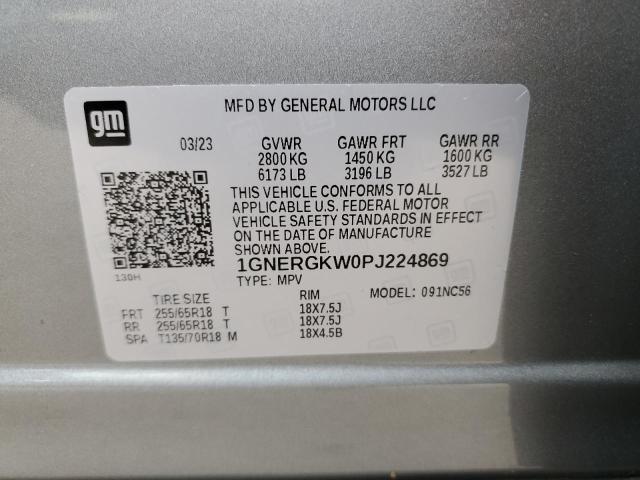 gm
MFD BY GENERAL MOTORS LLC
03/23 GVWR GAWR FRT GAWR RR
2800 KG 1450 KG 1600 KG
6173 LB 3196 LB 3527 LB
THIS VEHICLE CONFORMS TO ALL
APPLICABLE U.S. FEDERAL MOTOR
VEHICLE SAFETY STANDARDS IN EFFECT
ON THE DATE OF MANUFACTURE
SHOWN ABOVE.
130H
1GNERGKW0PJ224869
TYPE: MPV MODEL: 091NC56
TIRE SIZE RIM
FRT 255/65R18 T 18X7.5J
RR 255/65R18 T 18X7.5J
SPA T135/70R18 M 18X4.5B